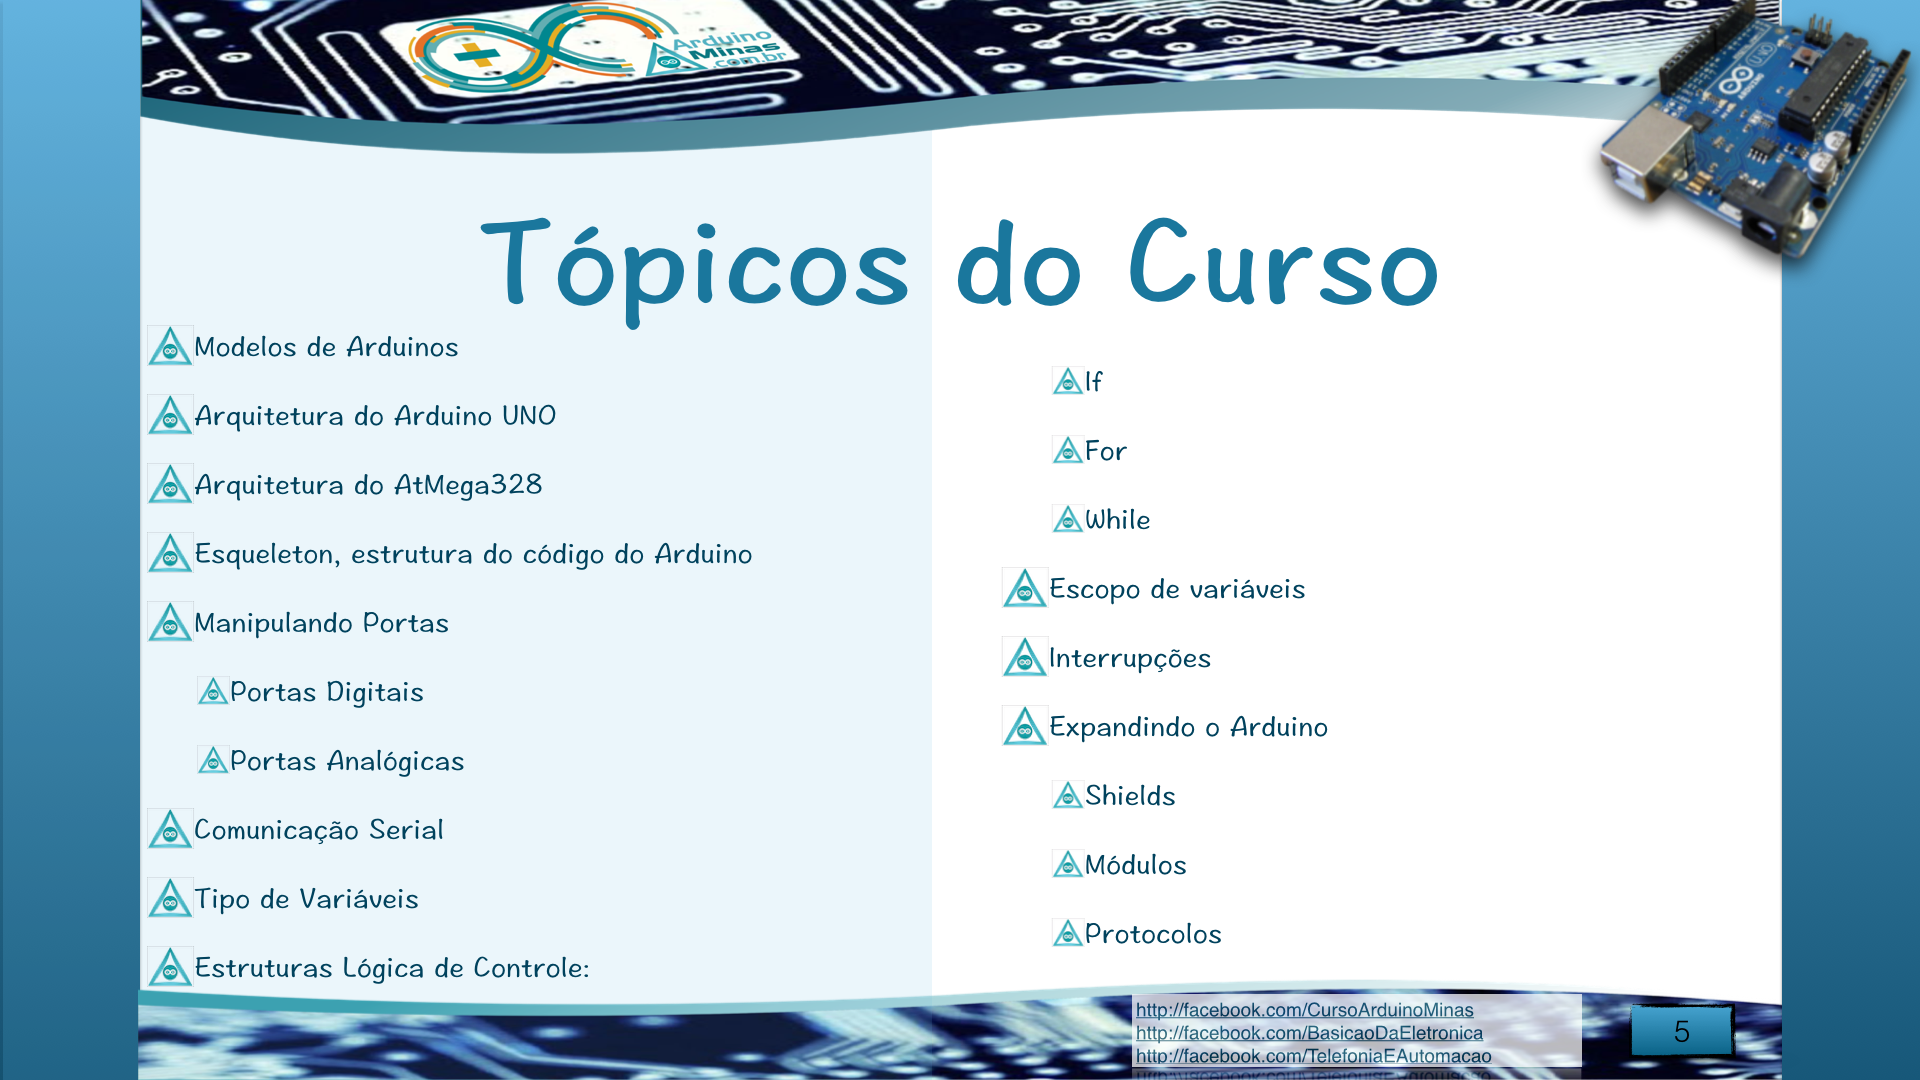 Arduino
Minas
.com.br
UNO
Tópicos do Curso
Modelos de Arduinos
Arquitetura do Arduino UNO
Arquitetura do AtMega328
Esqueleton, estrutura do código do Arduino
Manipulando Portas
Portas Digitais
Portas Analógicas
Comunicação Serial
Tipo de Variáveis
Estruturas Lógica de Controle:
If
For
While
Escopo de variáveis
Interrupções
Expandindo o Arduino
Shields
Módulos
Protocolos
http://facebook.com/CursoArduinoMinas
http://facebook.com/BasicaoDaEletronica
http://facebook.com/TelefoniaEAutomacao
5